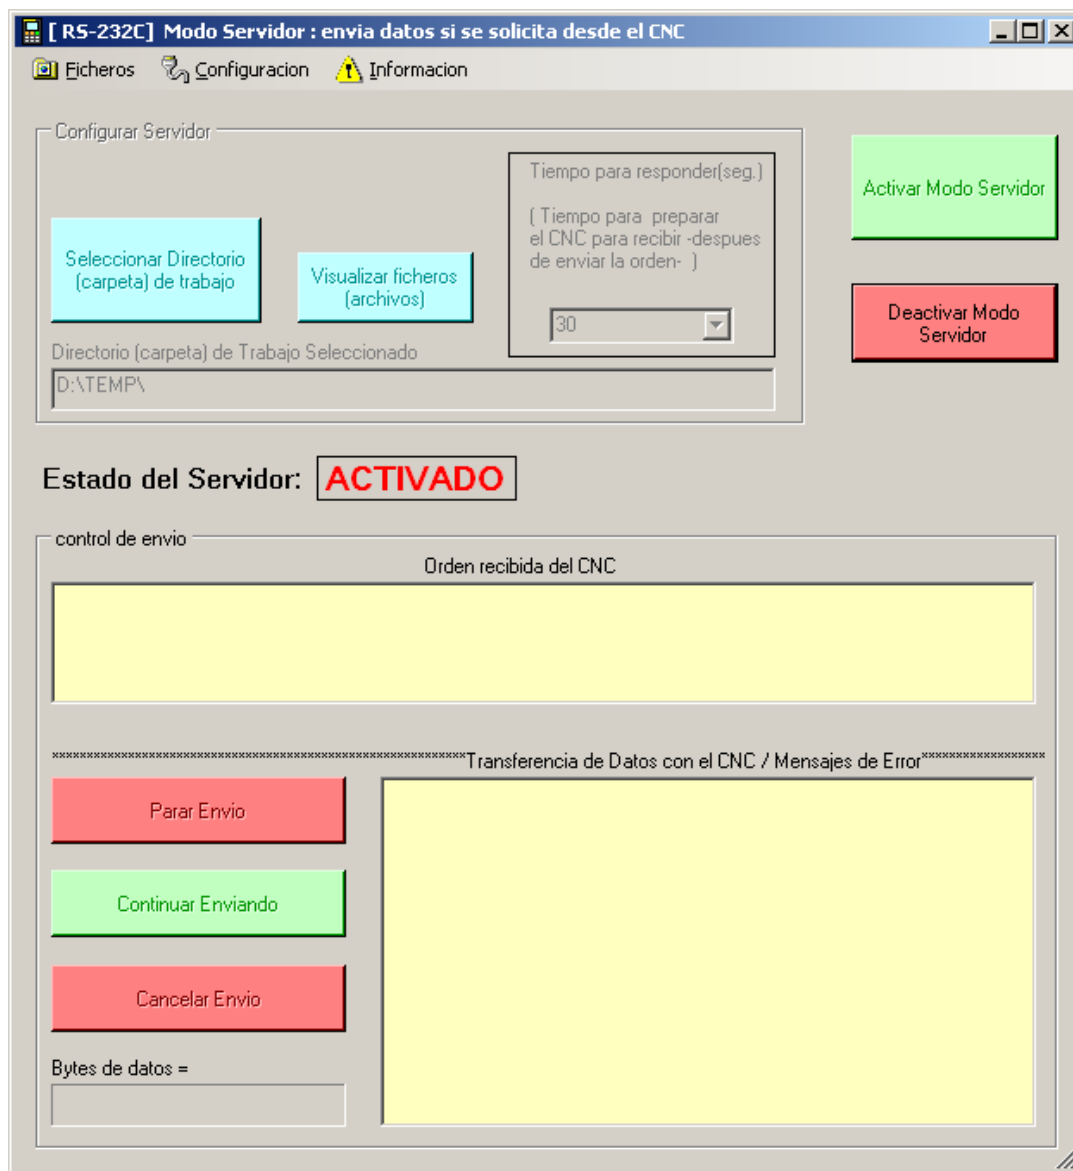 [ RS-232C]  Modo Servidor : envia datos si se solicita desde el CNC
Ficheros Configuracion Informacion
Configurar Servidor
Tiempo para responder(seg.)
( Tiempo para  preparar
el CNC para recibir -despues
de enviar la orden-  )
30
Seleccionar Directorio
(carpeta) de trabajo
Visualizar ficheros
(archivos)
Directorio (carpeta) de Trabajo Seleccionado
D:\TEMP\
Activar Modo Servidor
Deactivar Modo
Servidor
Estado del Servidor: ACTIVADO
control de envio
Orden recibida del CNC
Transferencia de Datos con el CNC / Mensajes de Error
Parar Envio
Continuar Enviando
Cancelar Envio
Bytes de datos =